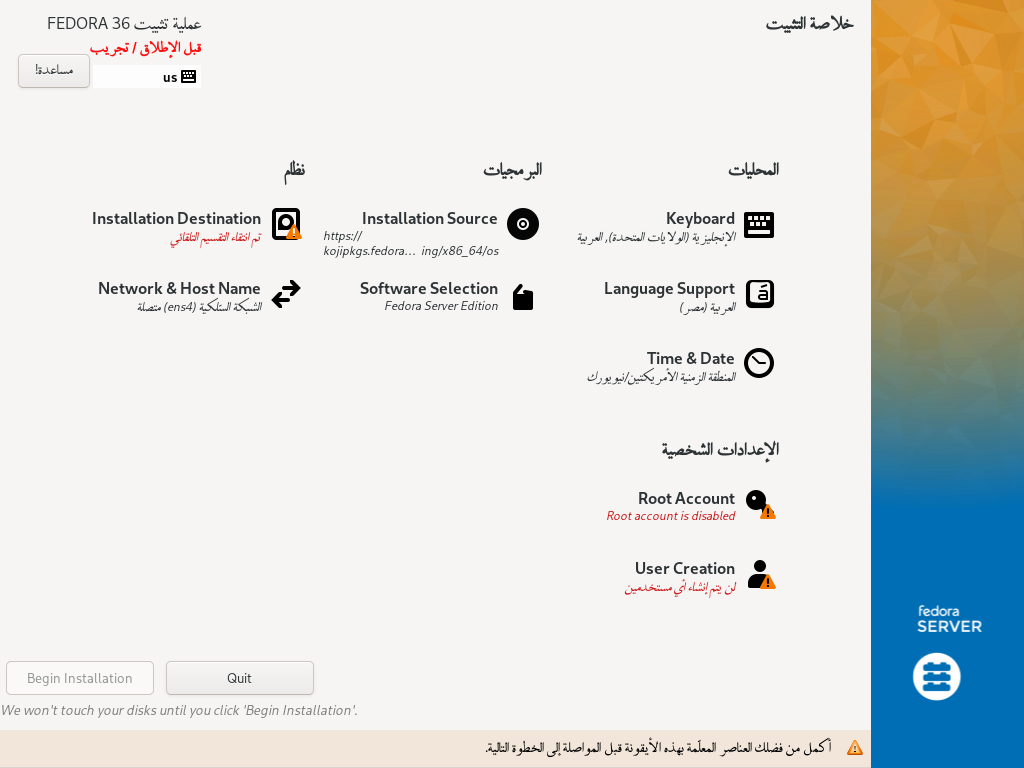 خلاصة التثبيت
عملية تثبيت FEDORA 36
قبل الإطلاق / تجريب
us
مساعدة!
المحليات
Keyboard
الإنجليزية (الولايات المتحدة), العربية
Language Support
العربية (مصر)
Time & Date
المنطقة الزمنية الأمريكتين/نيويورك
البرمجيات
Installation Source
https://
kojipkgs.fedora… ing/x86_64/os
Software Selection
Fedora Server Edition
نظام
Installation Destination
تم انتقاء التقسيم التلقائي
Network & Host Name
الشبكة السّلكية (ens4) متصلة
الإعدادات الشخصية
Root Account
Root account is disabled
User Creation
لن يتم إنشاء أي مستخدمين
fedora
SERVER
Begin Installation
Quit
We won't touch your disks until you click 'Begin Installation'.
أكمل من فضلك العناصر المعلّمة بهذه الأيقونة قبل المواصلة إلى الخطوة التالية.